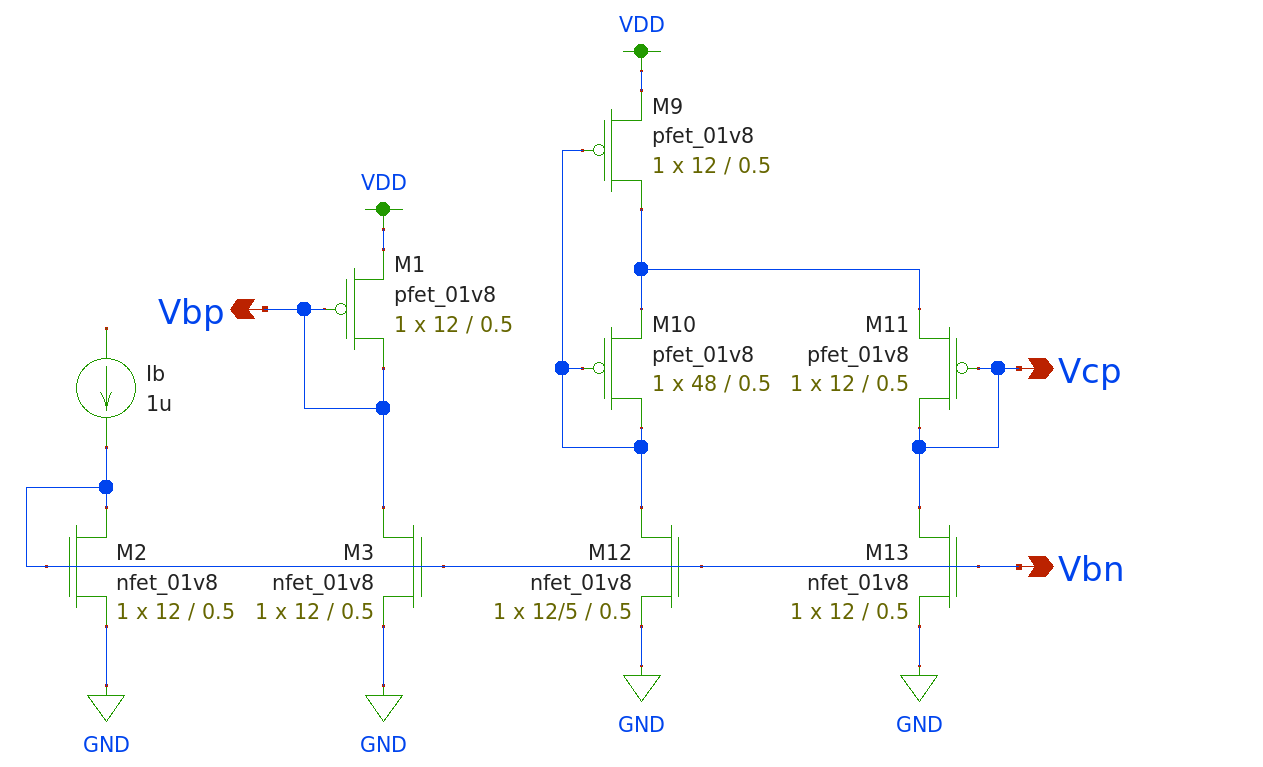 VDD
M9
pfet_01v8
1 x 12 / 0.5
VDD
M1
pfet_01v8
1 x 12 / 0.5
Vbp
M10
pfet_01v8
1 x 48 / 0.5
M11
pfet_01v8
1 x 12 / 0.5
Vcp
Ib
1u
M2
nfet_01v8
1 x 12 / 0.5
M3
nfet_01v8
1 x 12 / 0.5
M12
nfet_01v8
1 x 12/5 / 0.5
M13
nfet_01v8
1 x 12 / 0.5
Vbn
GND
GND
GND
GND